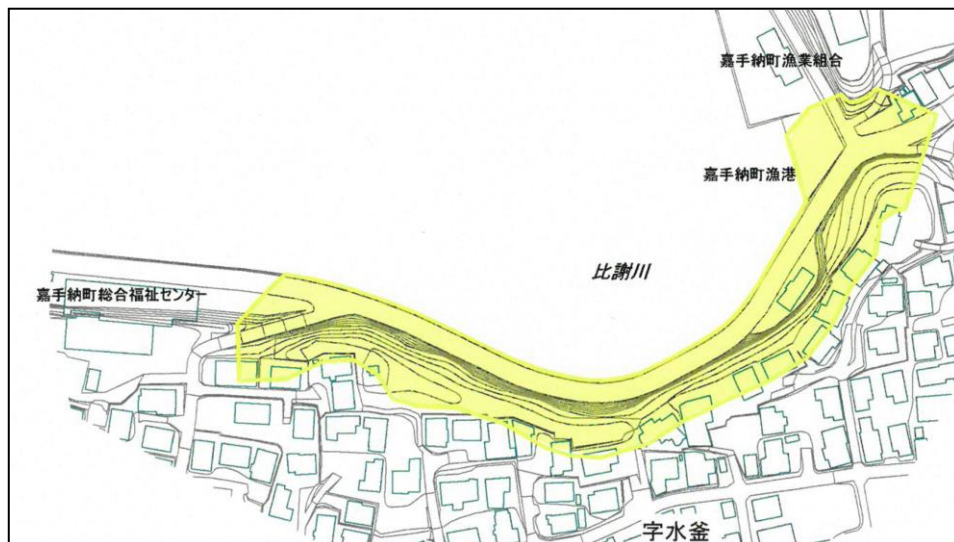 嘉手納町漁業組合
嘉手納町漁港
比謝川
嘉手納町総合福祉センター
字水釜